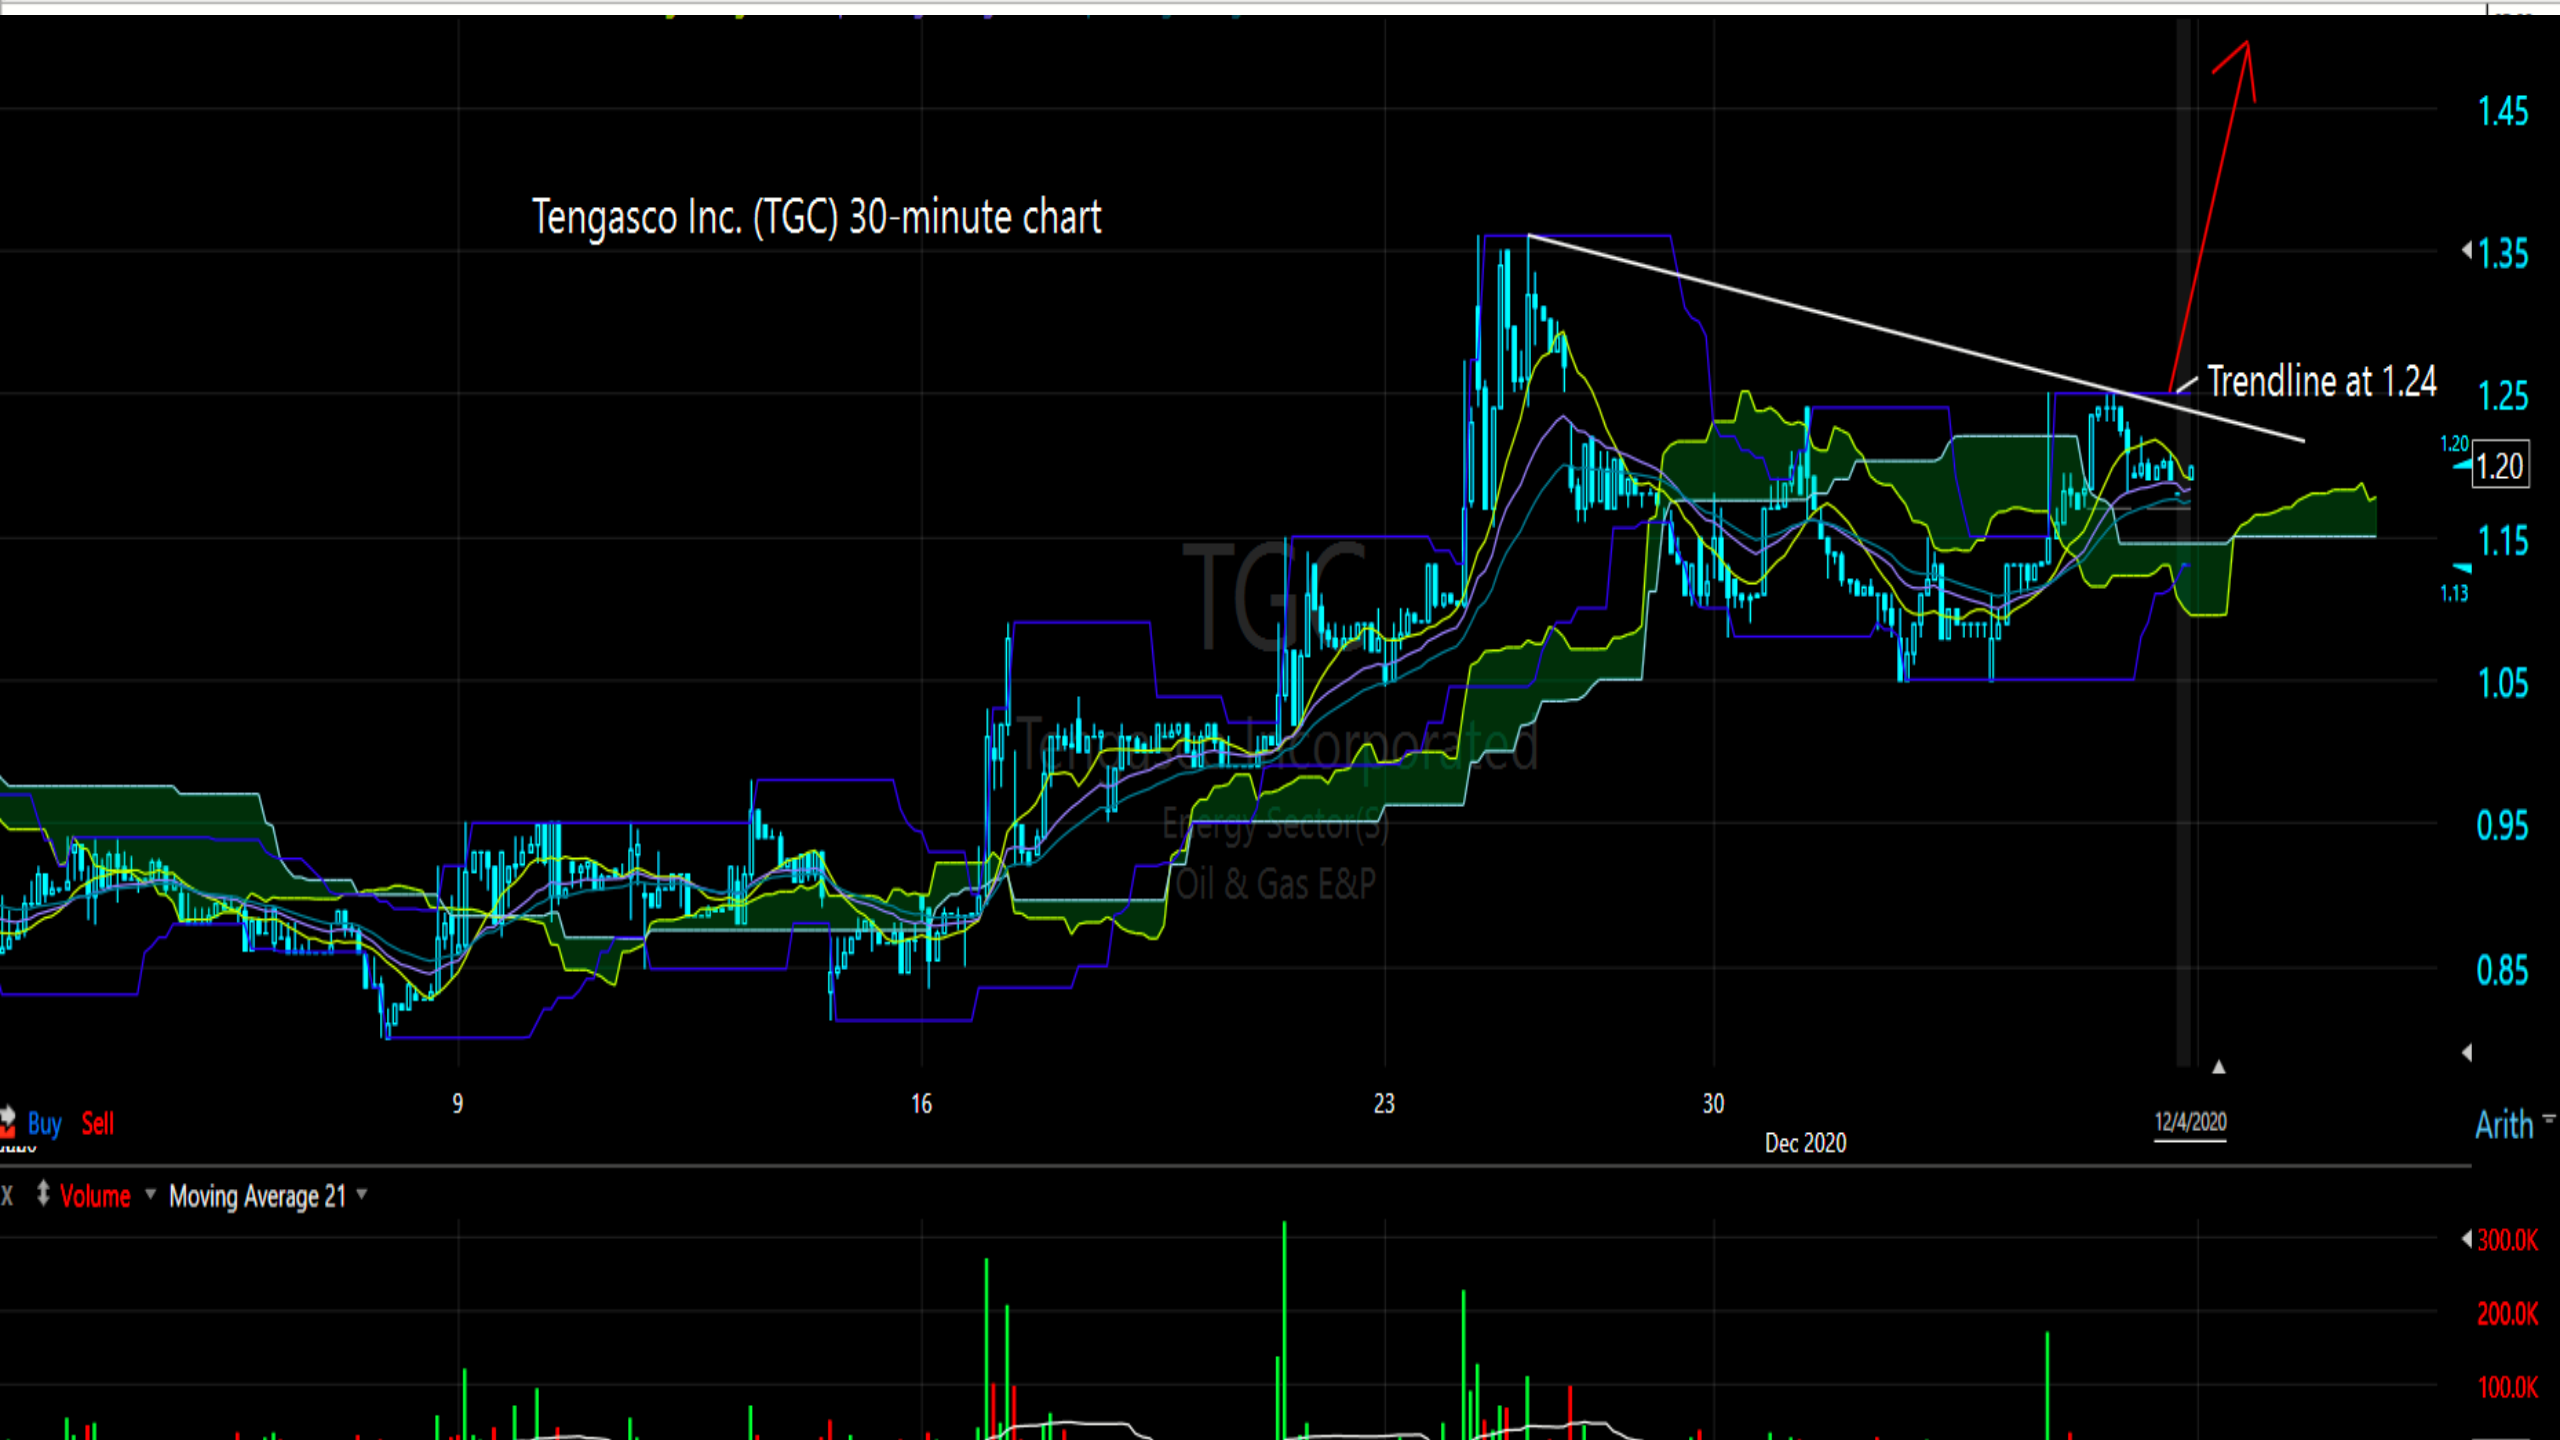 1.45
Tengasco Inc. (TGC) 30-minute chart
1.35
Trendline at 1.24
1.25
1.20
1.20
1.15
TGC
1.13
1.05
Tengasco Incorporated
Energy Sector(S)
0.95
Oil & Gas E&P
0.85
9 16 23 30
Buy Sell 12/4/2020 Arith
Dec 2020
X Volume Moving Average 21
300.0K
200.0K
100.0K